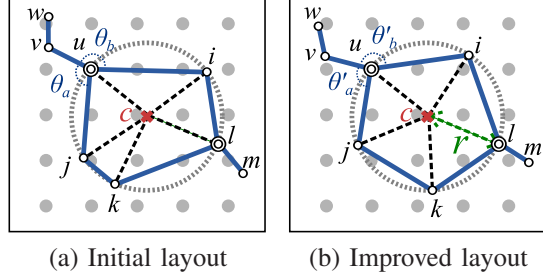 w
v
u
θb
θa
i
c
l
j
m
k
w
v
u
θ'b
θ'a
i
c
l
r
j
m
k
(a) Initial layout
(b) Improved layout